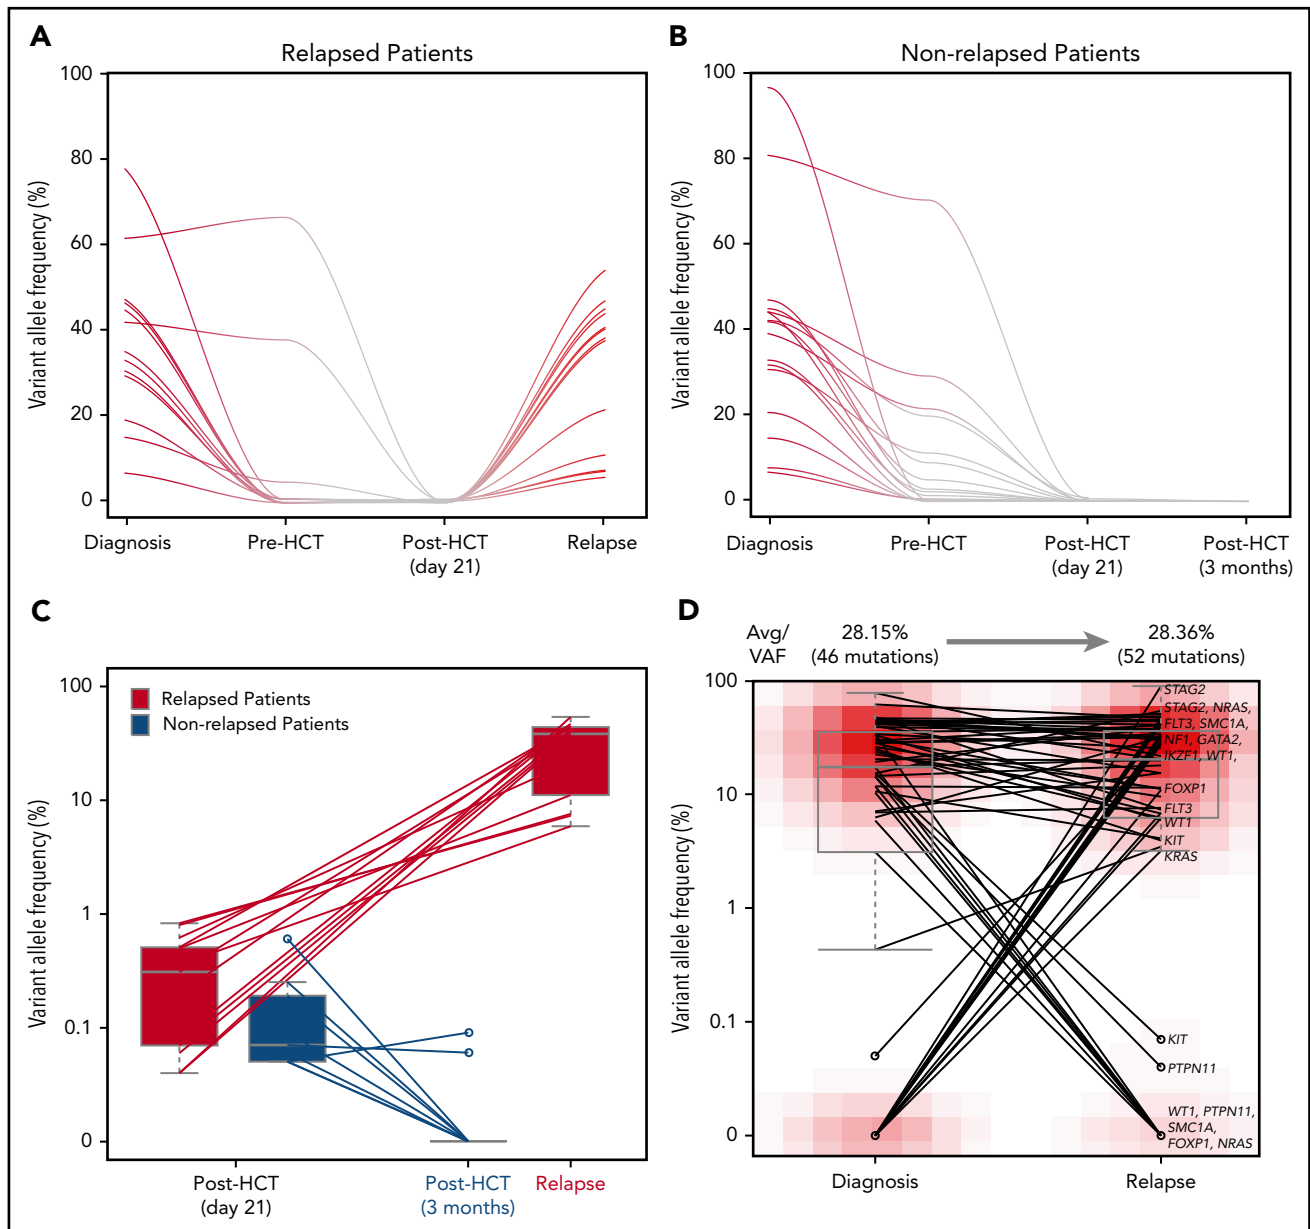 A
Relapsed Patients
Variant allele frequency (%)
100
80
60
40
20
0
Diagnosis
Pre-HCT
Post-HCT
(day 21)
Relapse
B
Non-relapsed Patients
Variant allele frequency (%)
100
80
60
40
20
0
Diagnosis
Pre-HCT
Post-HCT
(day 21)
Post-HCT
(3 months)
C
Relapsed Patients
Non-relapsed Patients
Variant allele frequency (%)
100
10
1
0.1
0
Post-HCT
(day 21)
Post-HCT
(3 months)
Relapse
D
Avg/
VAF
28.15%
(46 mutations)
28.36%
(52 mutations)
Variant allele frequency (%)
100
10
1
0.1
0
STAG2
STAG2, NRAS,
FLT3, SMC1A,
NF1, GATA2,
IKZF1, WT1,
FOXP1
FLT3
WT1
KIT
KRAS
KIT
PTPN11
WT1, PTPN11,
SMC1A,
FOXP1, NRAS
Diagnosis
Relapse